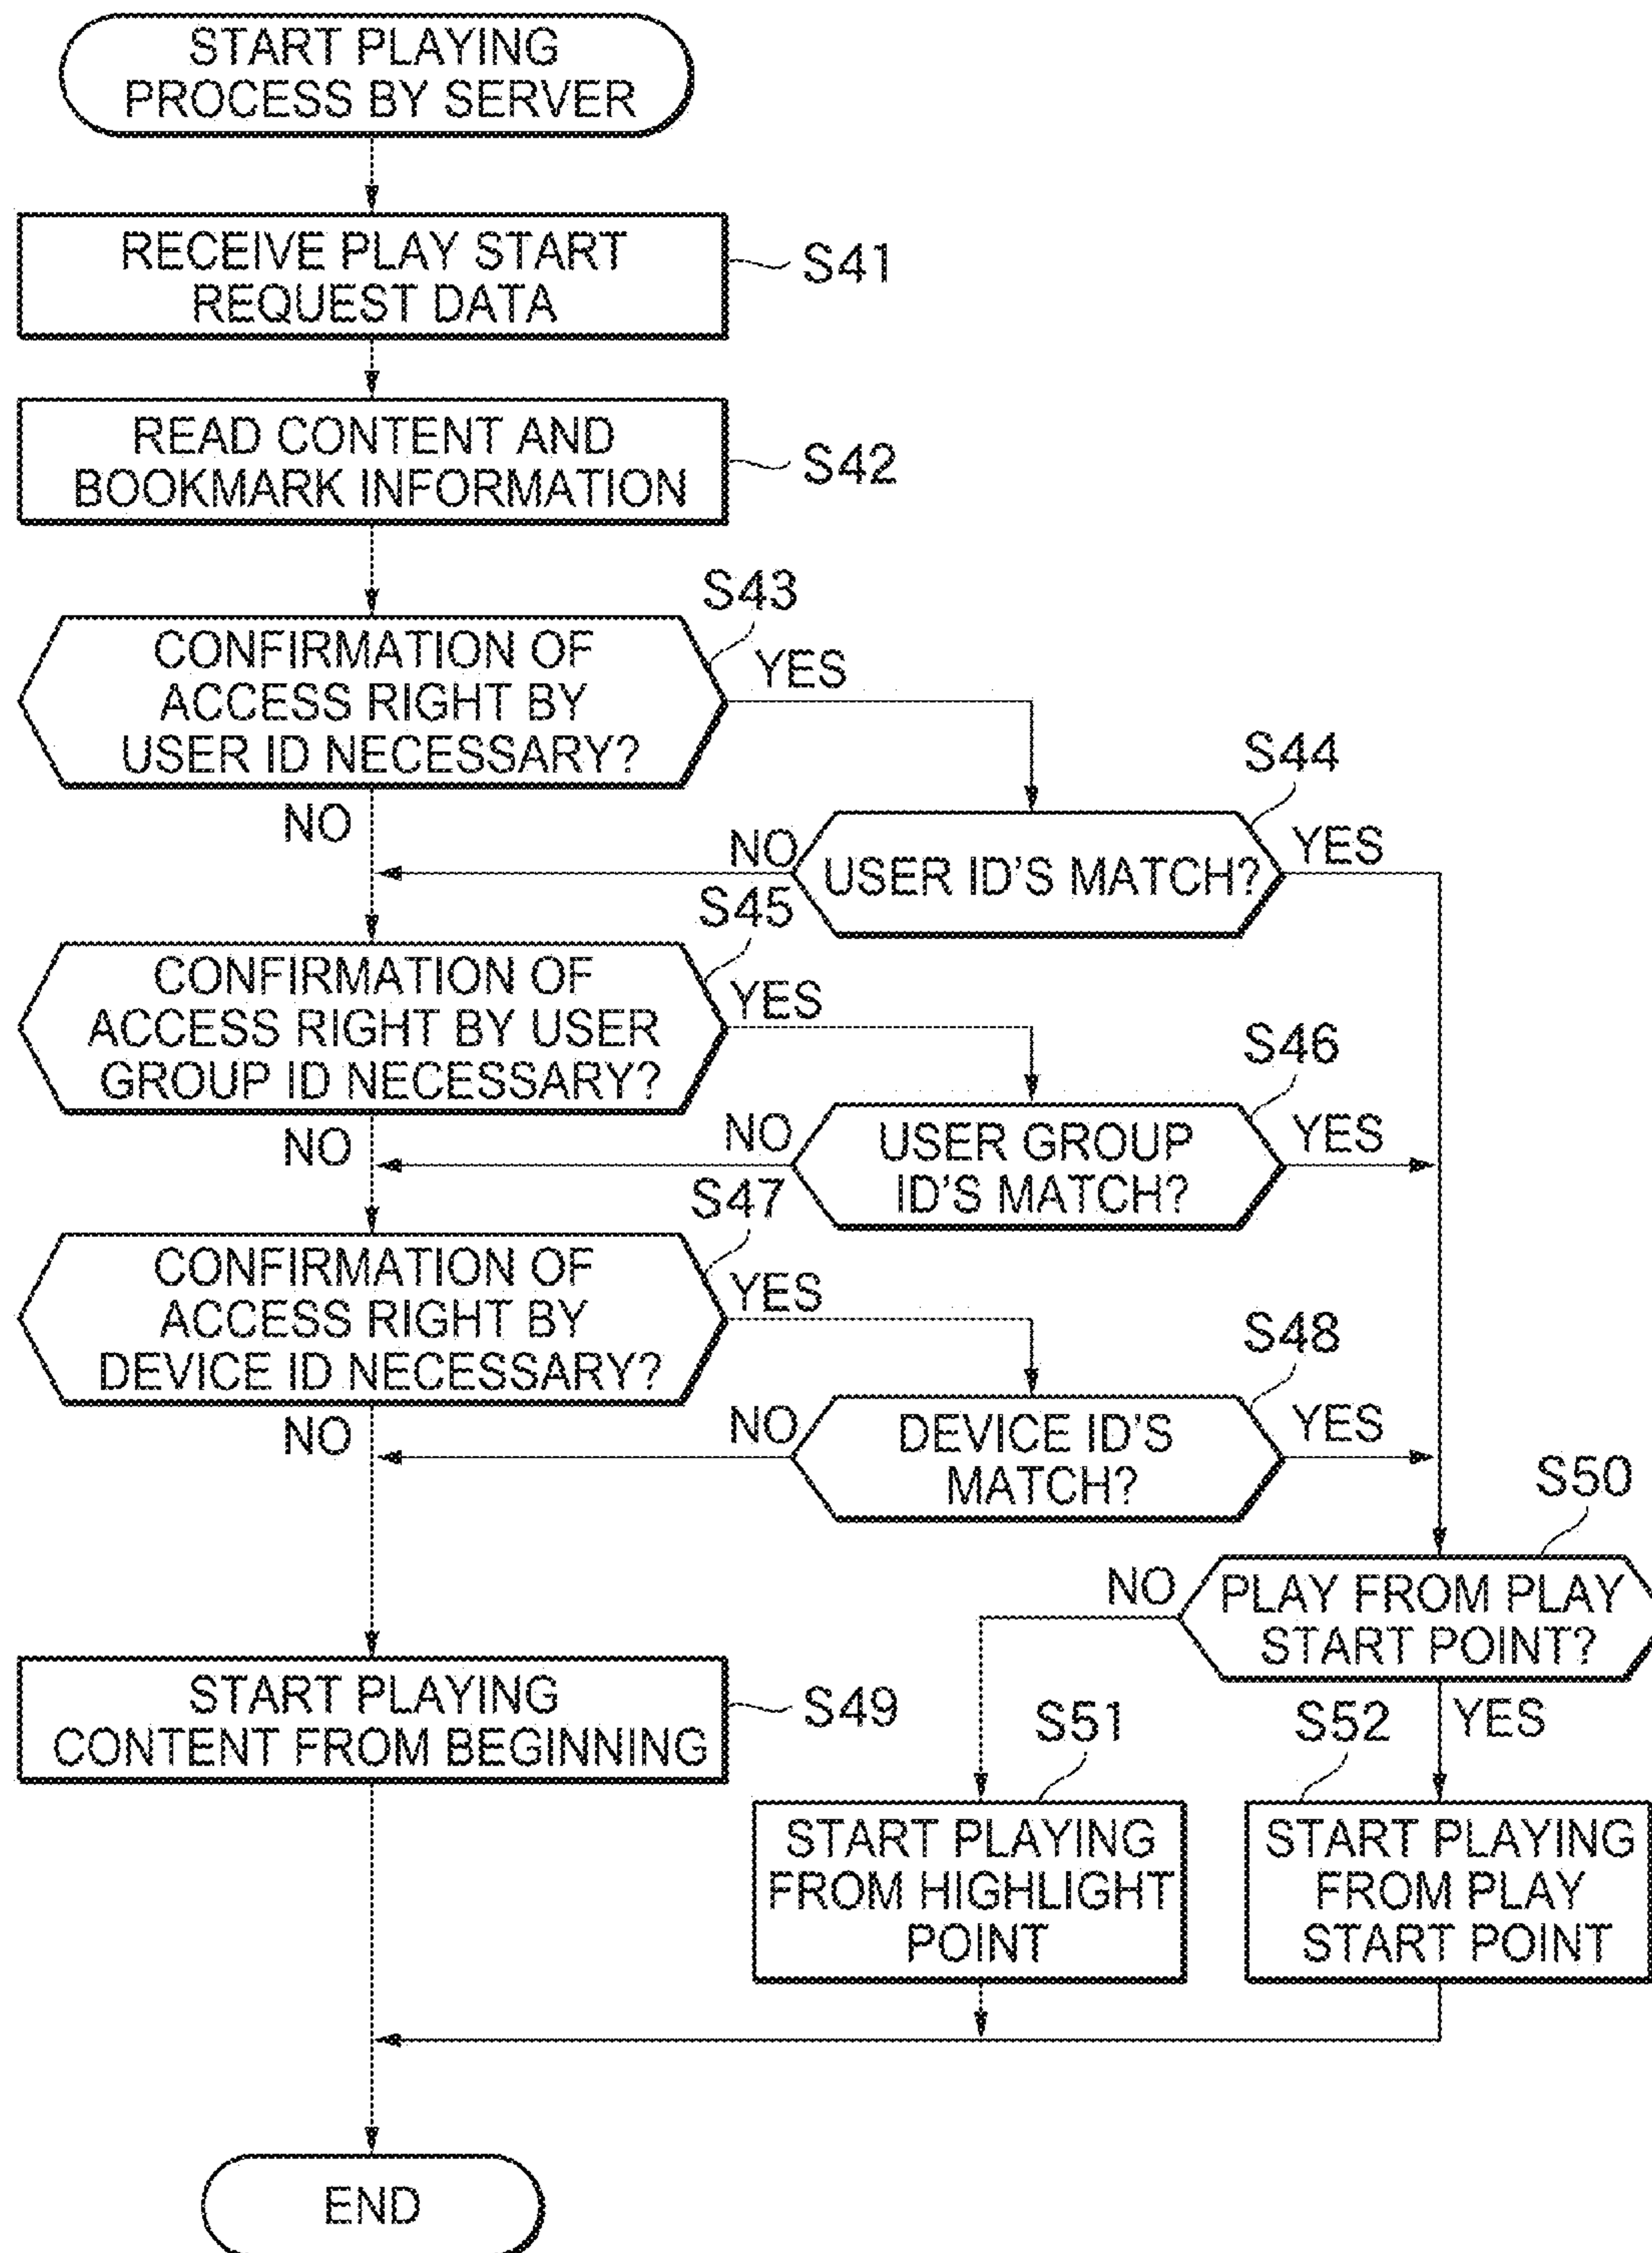 START PLAYING
PROCESS BY SERVER
RECEIVE PLAY START
REQUEST DATA
S41
READ CONTENT AND
BOOKMARK INFORMATION
S42
S43
CONFIRMATION OF
ACCESS RIGHT BY
USER ID NECESSARY?
YES
NO
S44
USER ID'S MATCH?
NO
YES
S45
CONFIRMATION OF
ACCESS RIGHT BY USER
GROUP ID NECESSARY?
YES
NO
S46
USER GROUP
ID'S MATCH?
NO
YES
S47
CONFIRMATION OF
ACCESS RIGHT BY
DEVICE ID NECESSARY?
YES
NO
S48
DEVICE ID'S
MATCH?
NO
YES
S50
PLAY FROM PLAY
START POINT?
NO
YES
START PLAYING
CONTENT FROM BEGINNING
S49
S51
START PLAYING
FROM HIGHLIGHT
POINT
S52
START PLAYING
FROM PLAY
START POINT
END